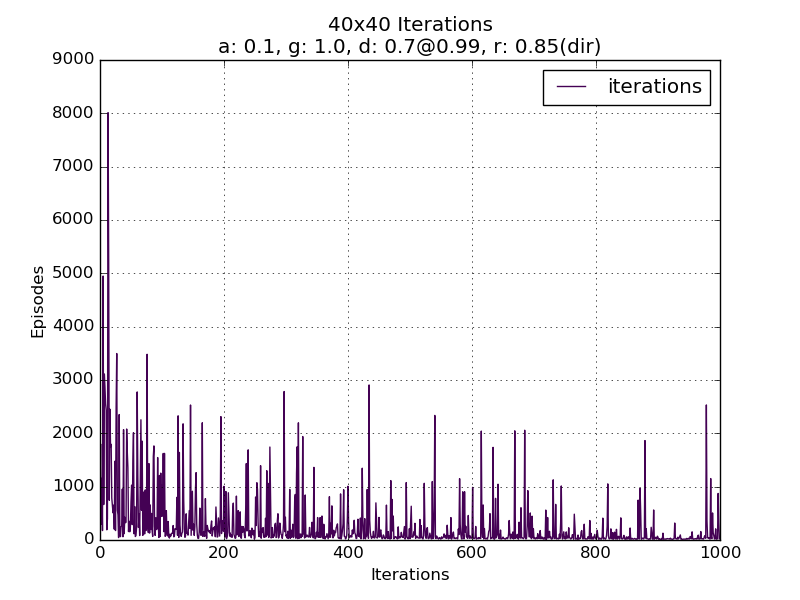 40x40 Iterations
a: 0.1, g: 1.0, d: 0.7@0.99, r: 0.85(dir)
9000
iterations
8000
7000
6000
5000
Episodes
4000
3000
2000
1000
0
0 200 400 600 800 1000
Iterations